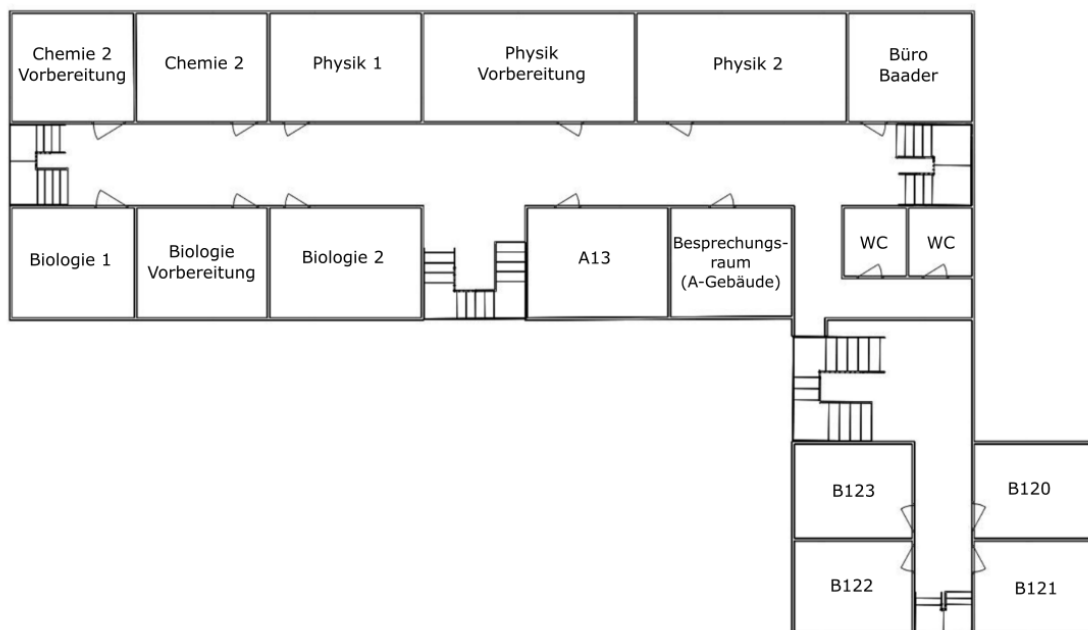 Chemie 2
Vorbereitung
Chemie 2
Physik 1
Physik
Vorbereitung
Physik 2
Büro
Baader
Biologie 1
Biologie
Vorbereitung
Biologie 2
A13
Besprechungs-
raum
(A-Gebäude)
WC
WC
B123
B120
B122
B121